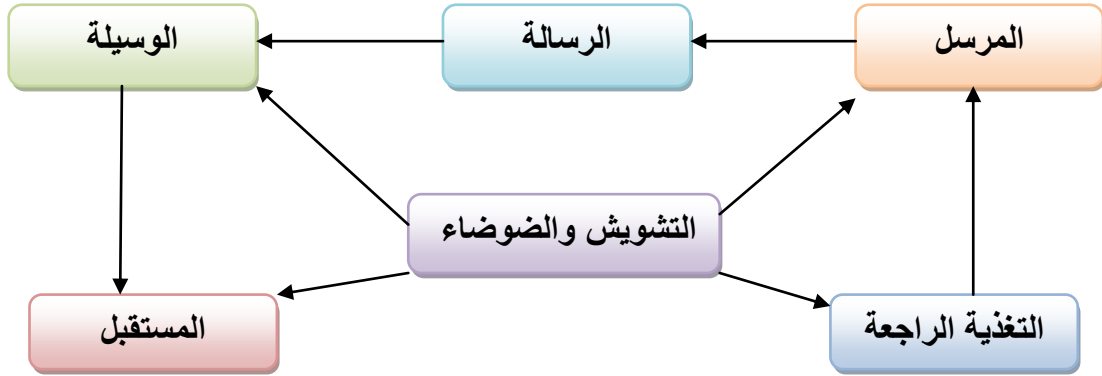 المرسل
الرسالة
الوسيلة
التشويش والضوضاء
التغذية الراجعة
المستقبل